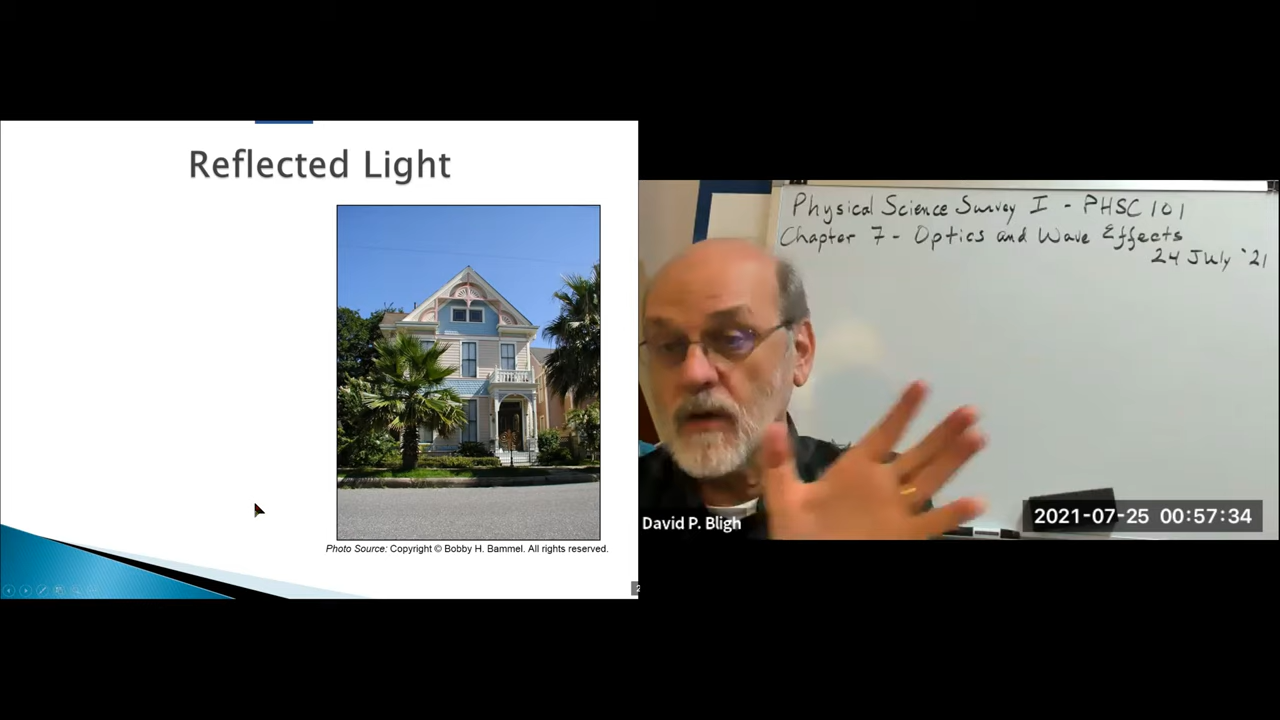 Reflected Light
Photo Source: Copyright © Bobby H. Bammel. All rights reserved.
Physical Science Survey I - PHSC 101
Chapter 7 - Optics and Wave Effects
24 July '21
David P. Bligh
2021-07-25 00:57:34